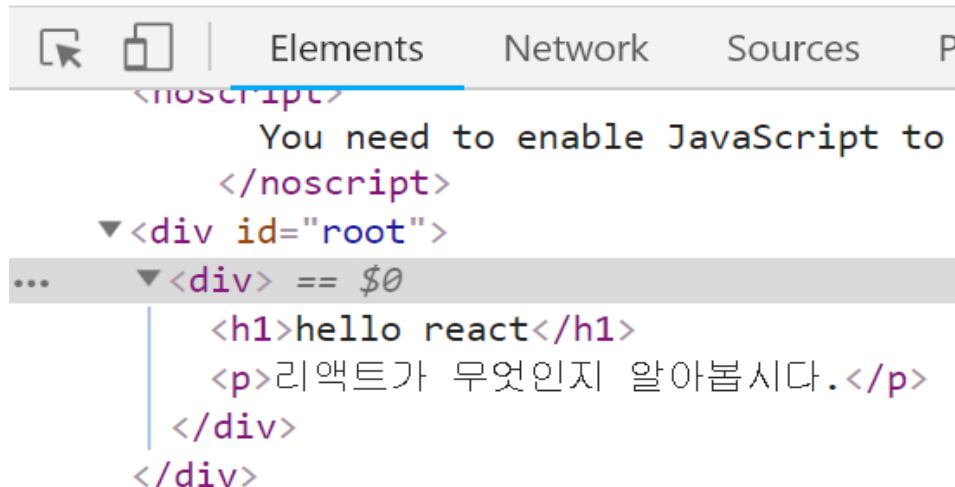 Elements Network Sources P
<noscript>
You need to enable JavaScript to
</noscript>
▼<div id="root">
... ▼<div> == $0
<h1>hello react</h1>
<p>리액트가 무엇인지 알아봅시다.</p>
</div>
</div>